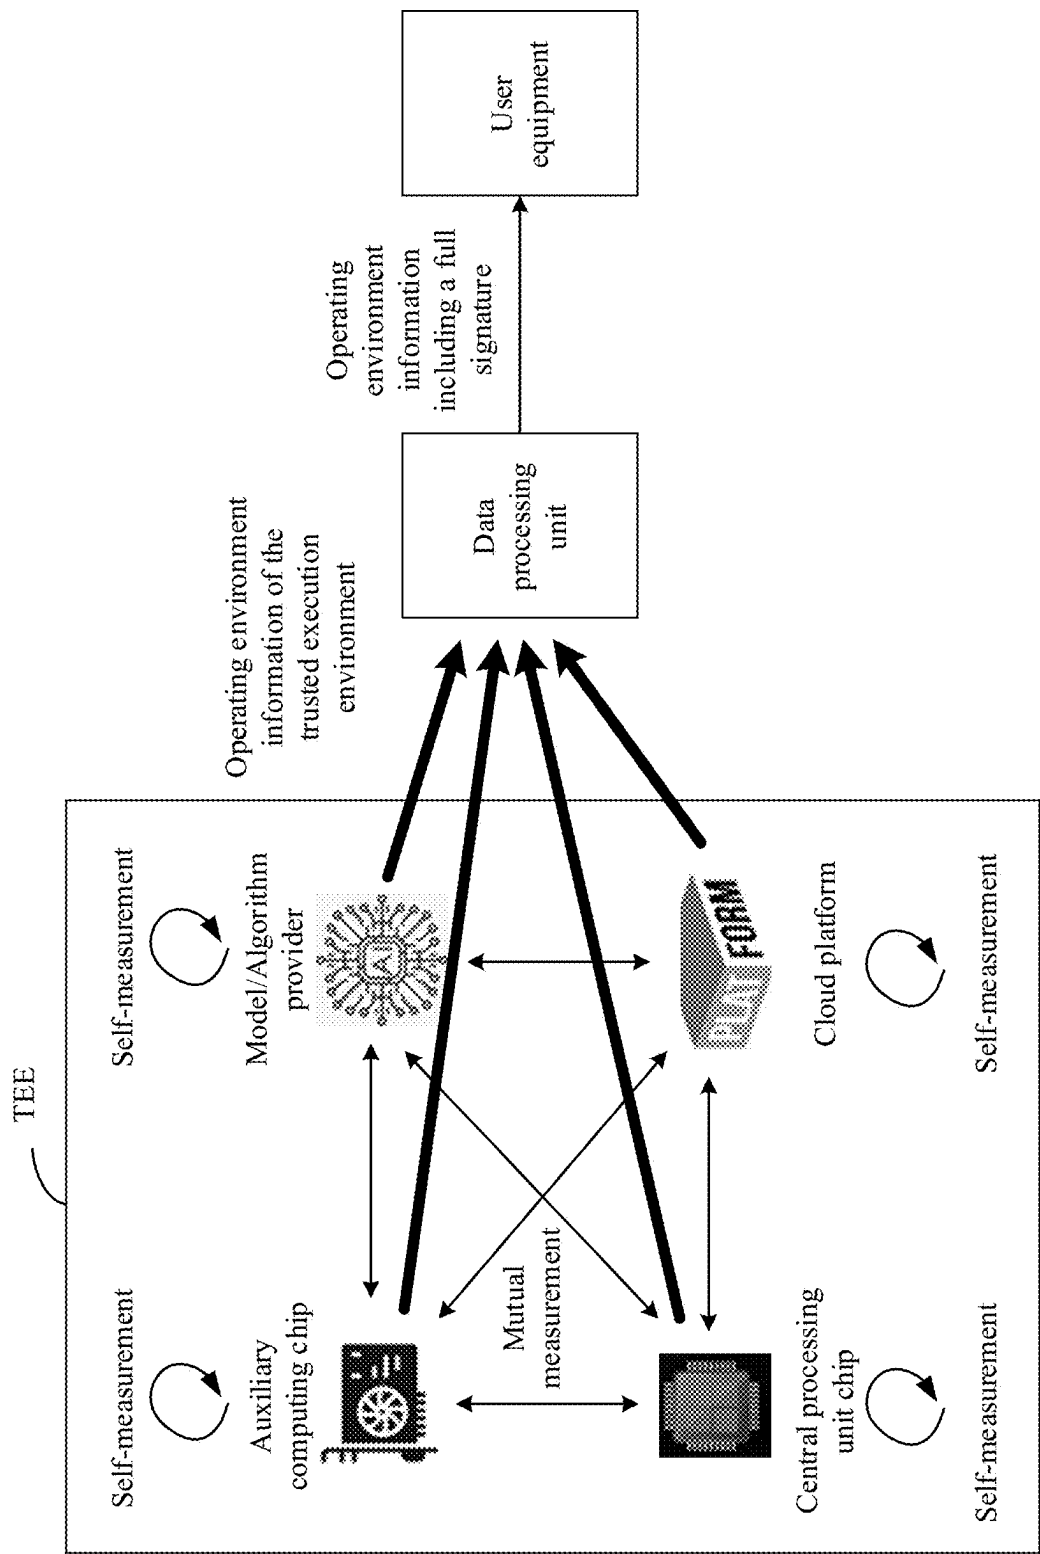 TEE
Self-measurement
Self-measurement
Auxiliary
computing chip
Model/Algorithm
provider
AI
Operating environment
information of the
trusted execution
environment
Operating
environment
information
including a full
signature
Mutual
measurement
Data
processing
unit
User
equipment
PLATFORM
Central processing
unit chip
Cloud platform
Self-measurement
Self-measurement